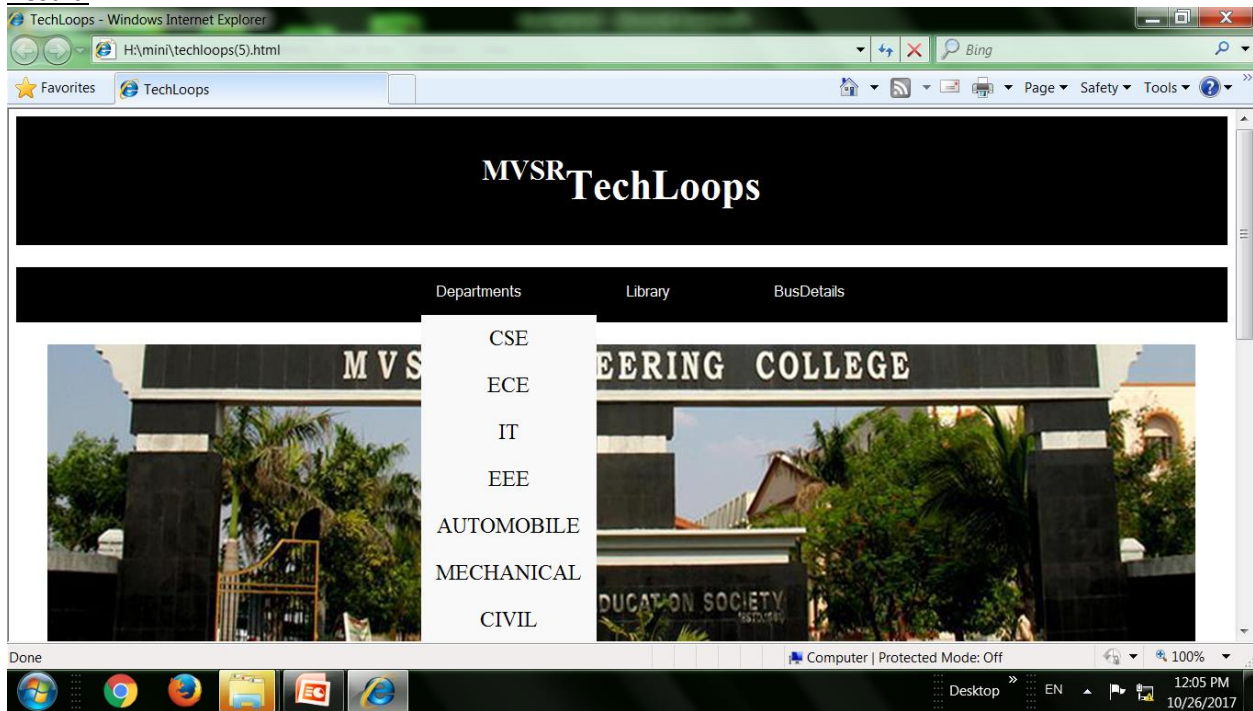 TechLoops - Windows Internet Explorer
H:\mini\techloops(5).html
Bing
Favorites
TechLoops
Page
Safety
Tools
MVSRTechLoops
Departments
Library
BusDetails
CSE
ECE
IT
EEE
AUTOMOBILE
MECHANICAL
CIVIL
M V S
EERING COLLEGE
DUCATION SOCIETY
Done
Computer | Protected Mode: Off
100%
Desktop
EN
12:05 PM
10/26/2017